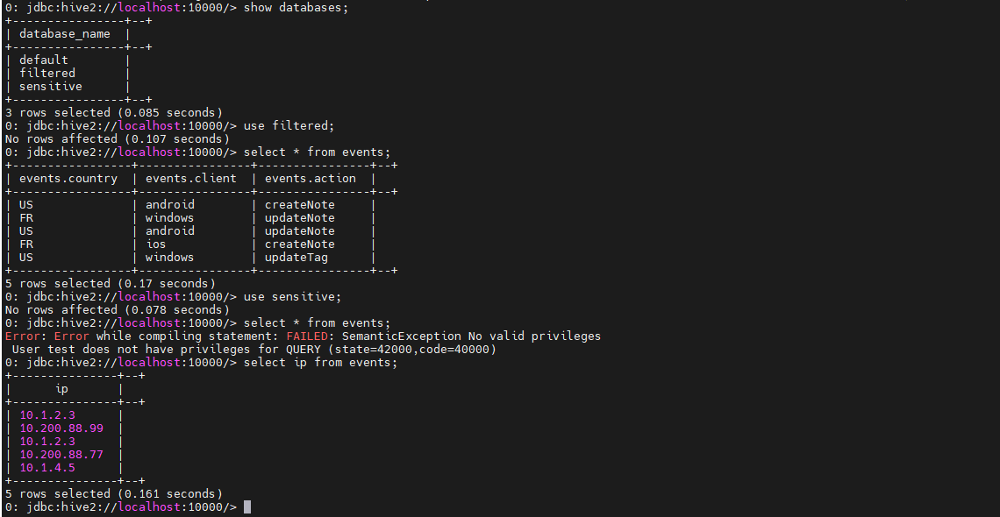 0: jdbc:hive2://localhost:10000/> show databases;
+----------------+--+
| database_name  |
+----------------+--+
| default        |
| filtered       |
| sensitive      |
+----------------+--+
3 rows selected (0.085 seconds)
0: jdbc:hive2://localhost:10000/> use filtered;
No rows affected (0.107 seconds)
0: jdbc:hive2://localhost:10000/> select * from events;
+-----------------+----------------+----------------+--+
| events.country  | events.client  | events.action  |
+-----------------+----------------+----------------+--+
| US              | android        | createNote     |
| FR              | windows        | updateNote     |
| US              | android        | updateNote     |
| FR              | ios            | createNote     |
| US              | windows        | updateTag      |
+-----------------+----------------+----------------+--+
5 rows selected (0.17 seconds)
0: jdbc:hive2://localhost:10000/> use sensitive;
No rows affected (0.078 seconds)
0: jdbc:hive2://localhost:10000/> select * from events;
Error: Error while compiling statement: FAILED: SemanticException No valid privileges
 User test does not have privileges for QUERY (state=42000,code=40000)
0: jdbc:hive2://localhost:10000/> select ip from events;
+---------------+--+
|      ip       |
+---------------+--+
| 10.1.2.3      |
| 10.200.88.99  |
| 10.1.2.3      |
| 10.200.88.77  |
| 10.1.4.5      |
+---------------+--+
5 rows selected (0.161 seconds)
0: jdbc:hive2://localhost:10000/>